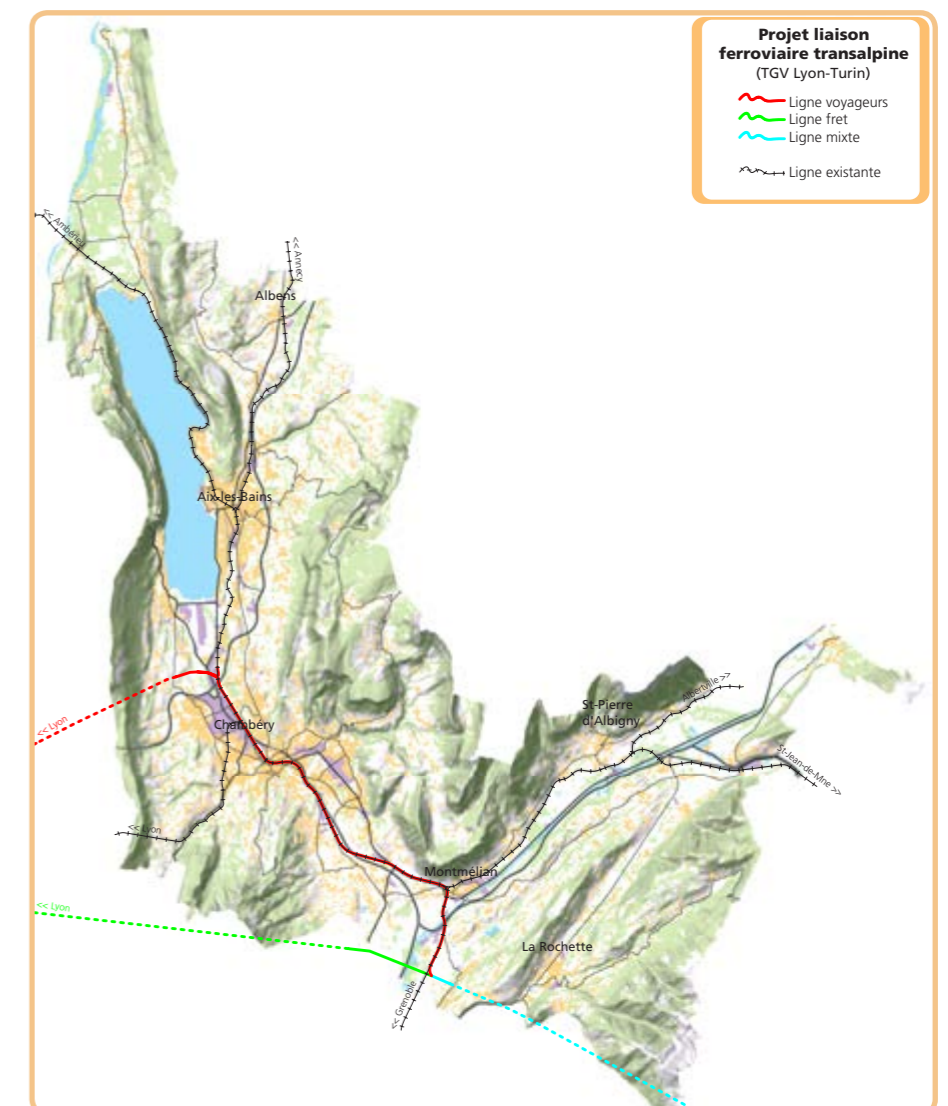 Projet liaison
ferroviaire transalpine
(TGV Lyon-Turin)
Ligne voyageurs
Ligne fret
Ligne mixte
Ligne existante
<< Ambérieu
<< Annecy
Albens
Aix-les-Bains
<< Lyon
Chambéry
<< Lyon
St-Pierre
d'Albigny
Albertville >>
St-Jean-de-Mne >>
Montmélian
<< Lyon
La Rochette
<< Grenoble